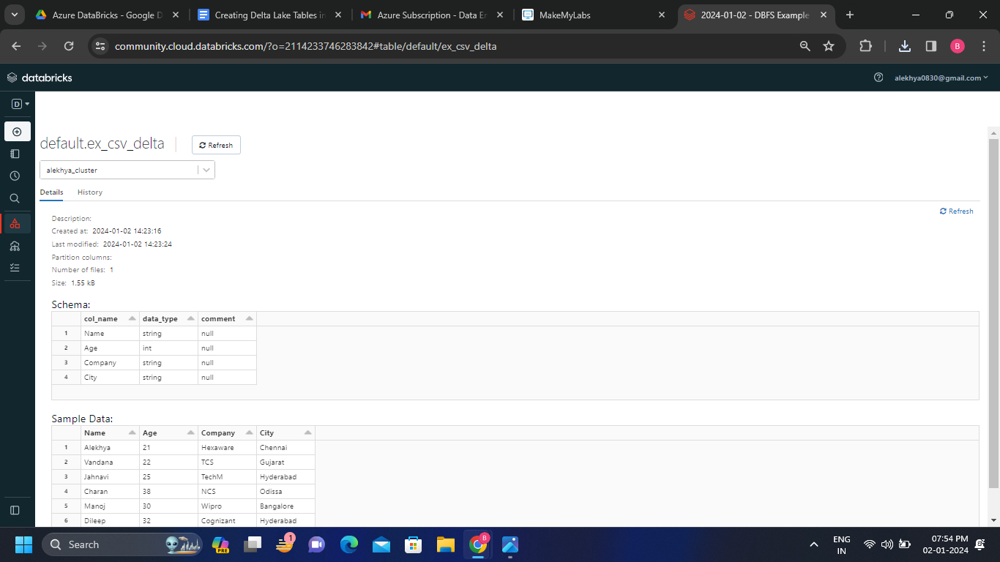 Azure DataBricks - Google D
Creating Delta Lake Tables in
Azure Subscription - Data En
MakeMyLabs
2024-01-02 - DBFS Example
community.cloud.databricks.com/?o=2114233746283842#table/default/ex_csv_delta
B
databricks
alekhya0830@gmail.com
D
default.ex_csv_delta
Refresh
alekhya_cluster
Details History
Refresh
Description:
Created at: 2024-01-02 14:23:16
Last modified: 2024-01-02 14:23:24
Partition columns:
Number of files: 1
Size: 1.55 kB
Schema:
col_name data_type comment
1 Name string null
2 Age int null
3 Company string null
4 City string null
Sample Data:
Name Age Company City
1 Alekhya 21 Hexaware Chennai
2 Vandana 22 TCS Gujarat
3 Jahnavi 25 TechM Hyderabad
4 Charan 38 NCS Odissa
5 Manoj 30 Wipro Bangalore
6 Dileep 32 Cognizant Hyderabad
Search
PRE
1
B
ENG
IN
07:54 PM
02-01-2024